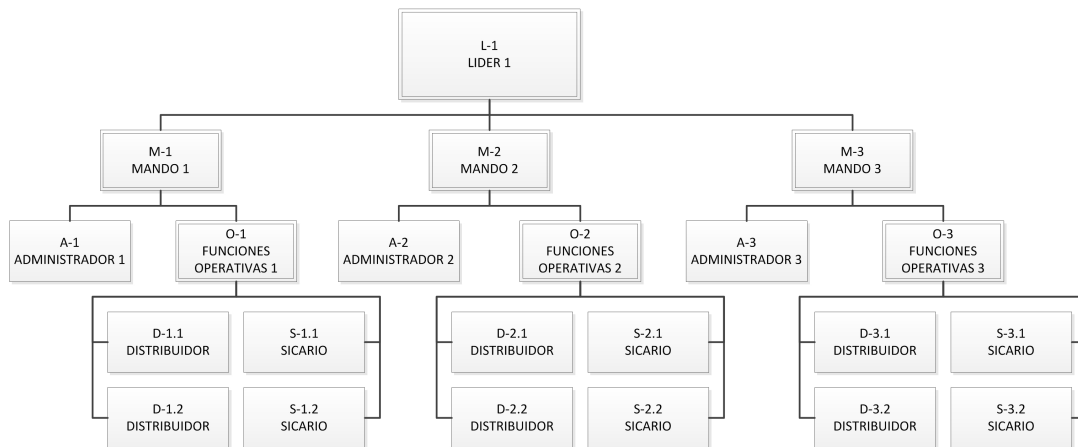 L-1
LIDER 1
M-1
MANDO 1
M-2
MANDO 2
M-3
MANDO 3
A-1
ADMINISTRADOR 1
O-1
FUNCIONES
OPERATIVAS 1
A-2
ADMINISTRADOR 2
O-2
FUNCIONES
OPERATIVAS 2
A-3
ADMINISTRADOR 3
O-3
FUNCIONES
OPERATIVAS 3
D-1.1
DISTRIBUIDOR
S-1.1
SICARIO
D-2.1
DISTRIBUIDOR
S-2.1
SICARIO
D-3.1
DISTRIBUIDOR
S-3.1
SICARIO
D-1.2
DISTRIBUIDOR
S-1.2
SICARIO
D-2.2
DISTRIBUIDOR
S-2.2
SICARIO
D-3.2
DISTRIBUIDOR
S-3.2
SICARIO